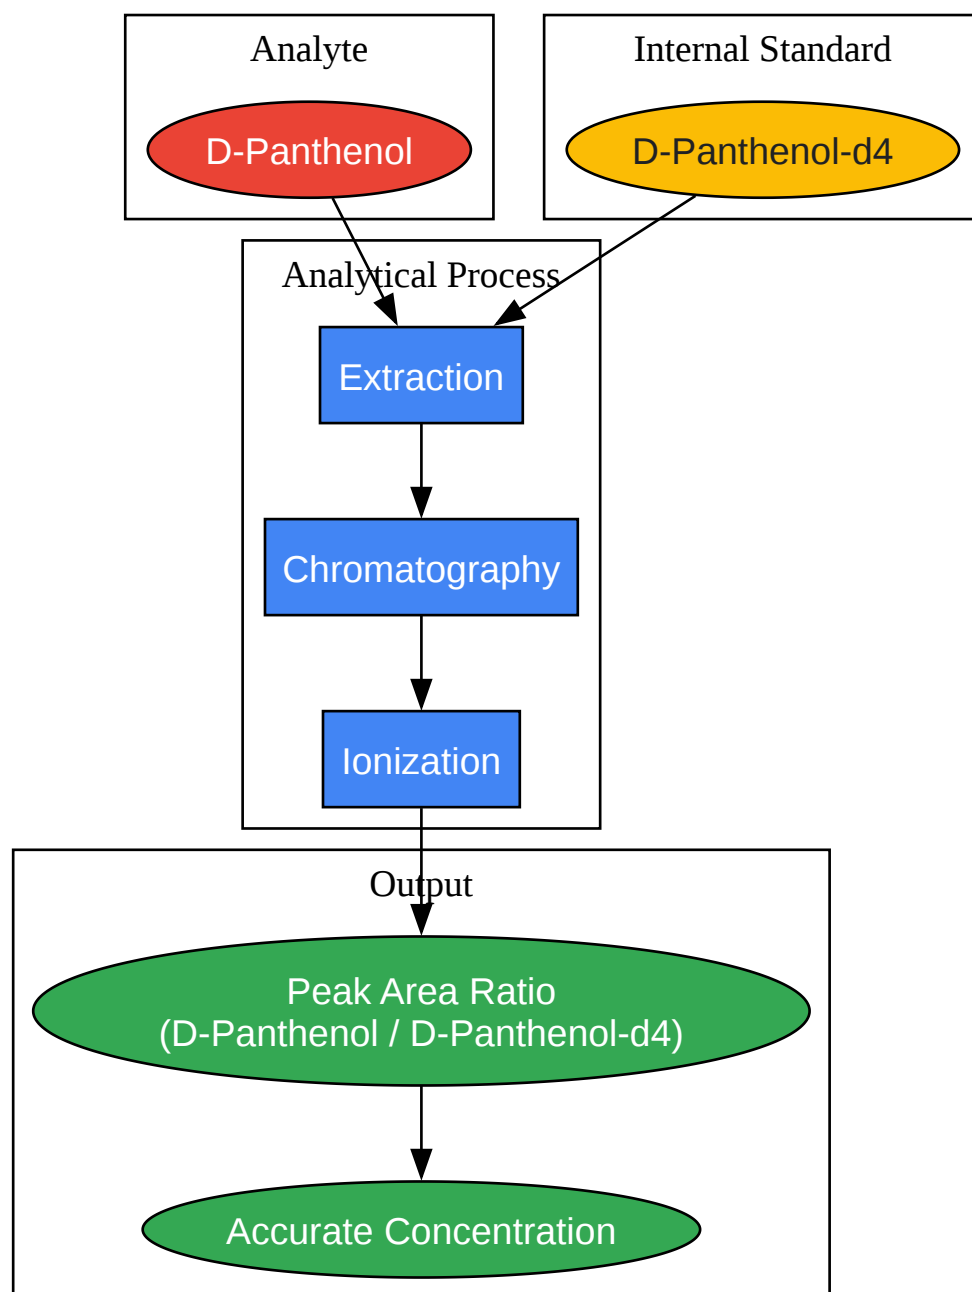 Analyte
Internal Standard
D-Panthenol
D-Panthenol-d4
Analytical Process
Extraction
Chromatography
Ionization
Output
Peak Area Ratio
(D-Panthenol / D-Panthenol-d4)
Accurate Concentration